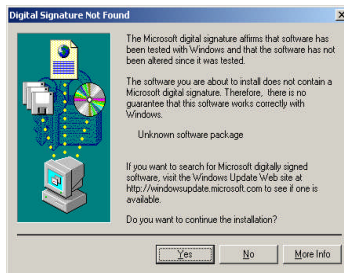 Digital Signature Not Found
The Microsoft digital signature affirms that software has
been tested with Windows and that the software has not
been altered since it was tested.
The software you are about to install does not contain a
Microsoft digital signature. Therefore, there is no
guarantee that this software works correctly with
Windows.
Unknown software package
If you want to search for Microsoft digitally signed
software, visit the Windows Update Web site at
http://windowsupdate.microsoft.com to see if one is
available.
Do you want to continue the installation?
Yes No More Info